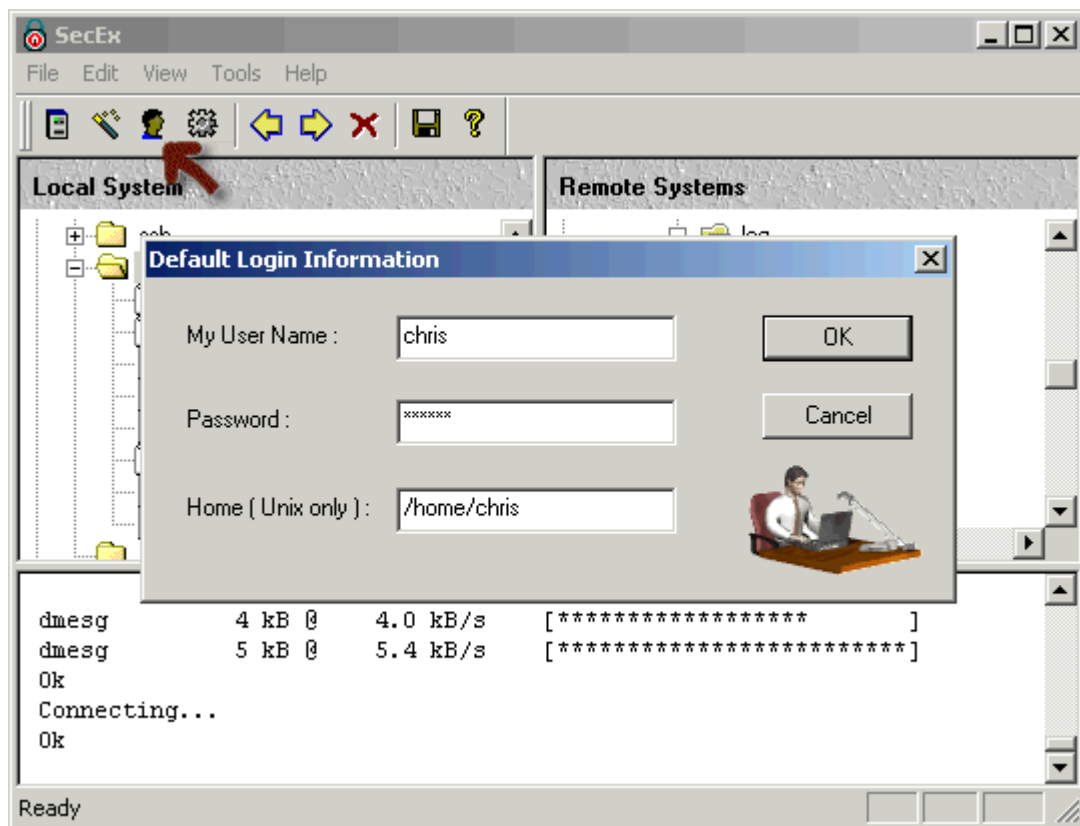 SecEx
File Edit View Tools Help
Local System
Remote Systems
log
Default Login Information
My User Name :
chris
OK
Password :
******
Cancel
Home ( Unix only ) :
/home/chris
dmesg 4 kB @ 4.0 kB/s [****************** ]
dmesg 5 kB @ 5.4 kB/s [*************************]
Ok
Connecting...
Ok
Ready